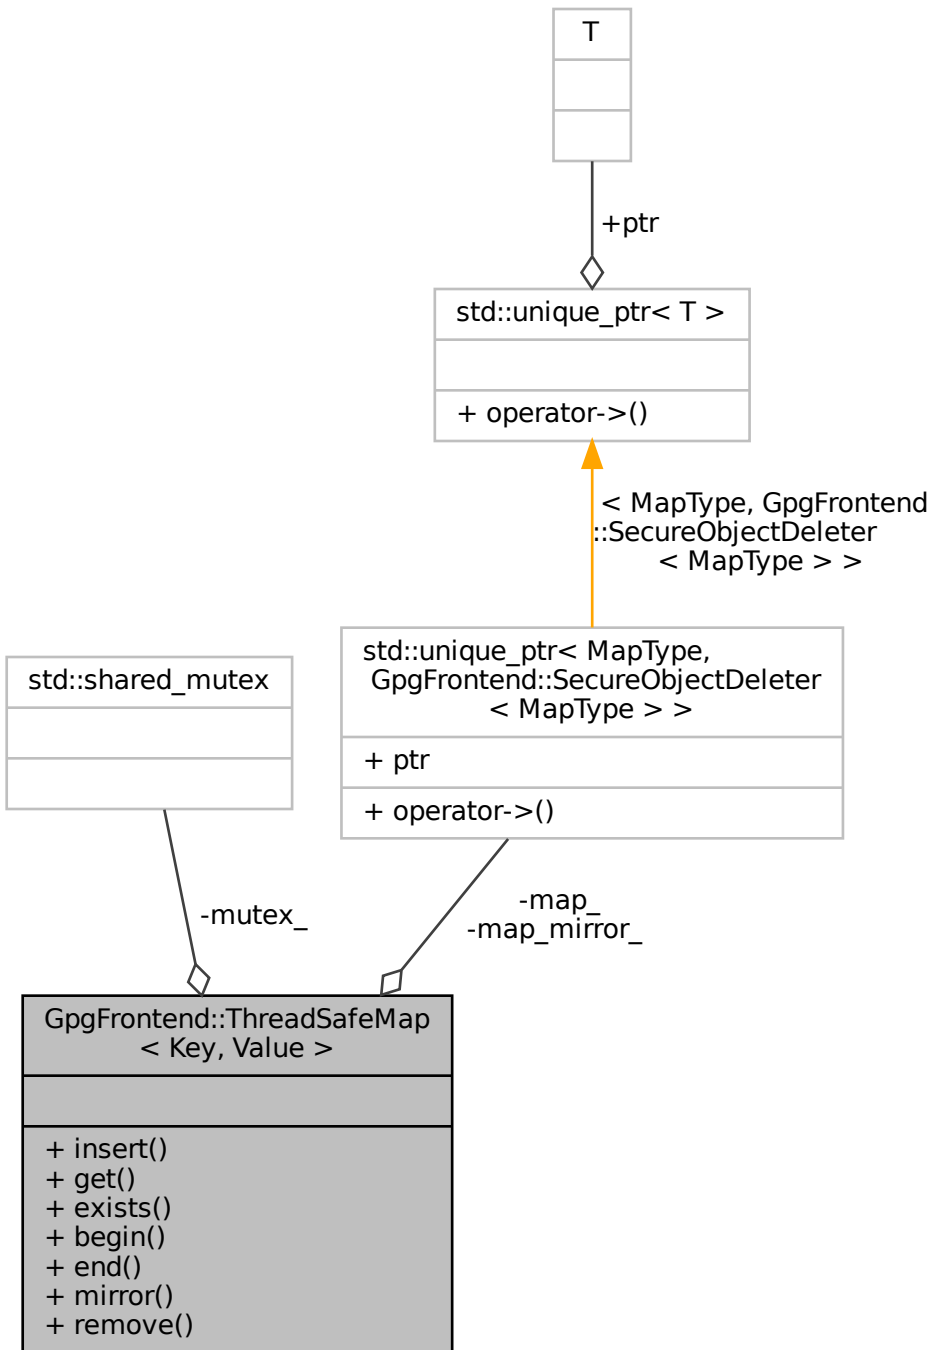 T
+ptr
std::unique_ptr< T >
+ operator->()
< MapType, GpgFrontend
::SecureObjectDeleter
< MapType > >
std::unique_ptr< MapType,
GpgFrontend::SecureObjectDeleter
< MapType > >
+ ptr
+ operator->()
std::shared_mutex
-mutex_
-map_
-map_mirror_
GpgFrontend::ThreadSafeMap
< Key, Value >
+ insert()
+ get()
+ exists()
+ begin()
+ end()
+ mirror()
+ remove()